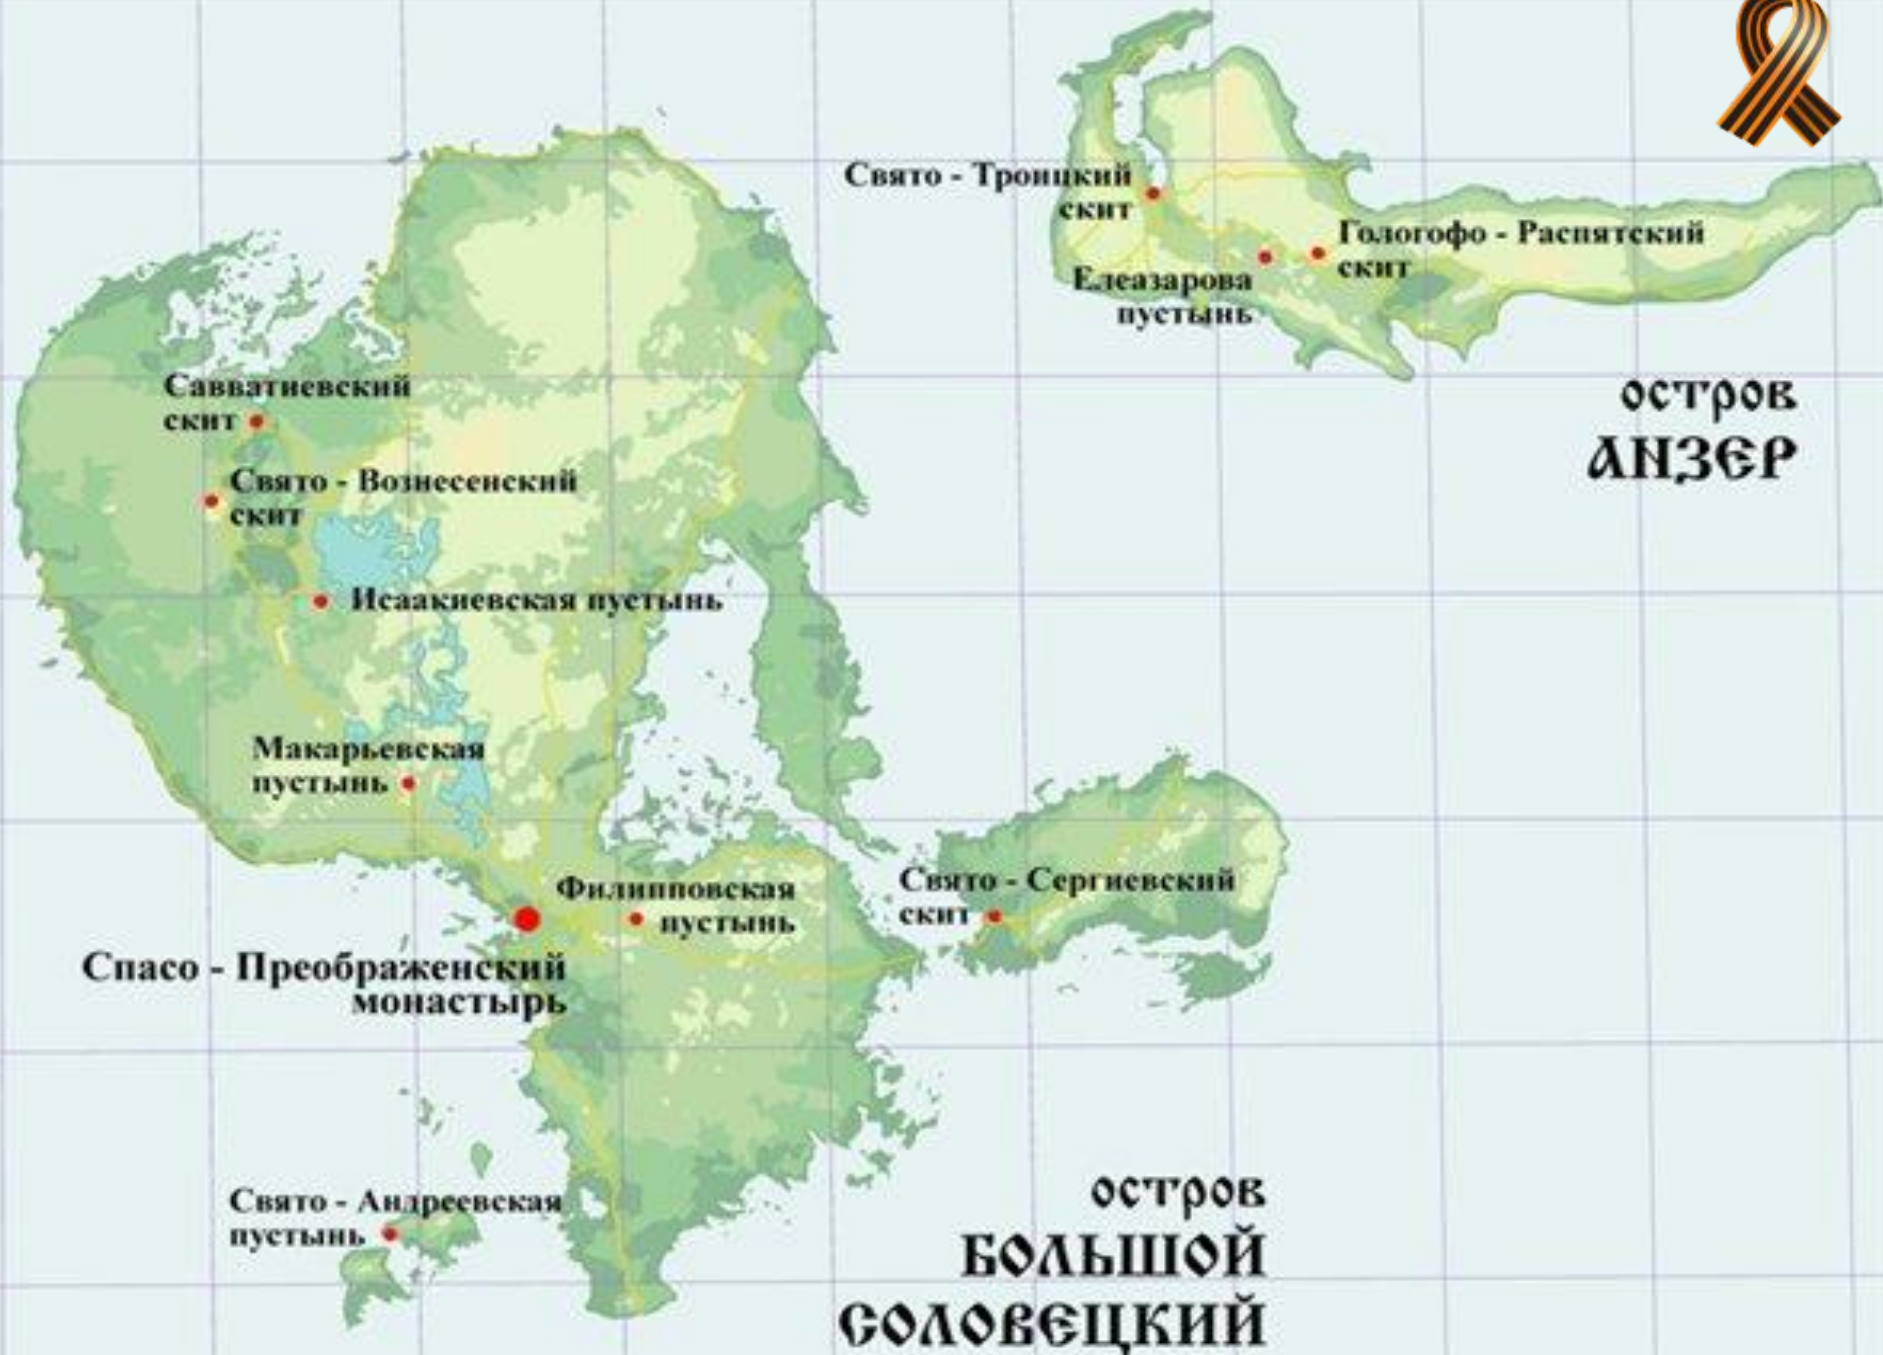 Свято - Троицкий
скит
Гологофо - Распятский
скит
Елеазарова
пустынь
остров
АНЗЕР
Савватиевский
скит
Свято - Вознесенский
скит
Исаакиевская пустынь
Макарьевская
пустынь
Филипповская
пустынь
Свято - Сергиевский
скит
Спасо - Преображенский
монастырь
Свято - Андреевская
пустынь
остров
БОЛЬШОЙ
СОЛОВЕЦКИЙ